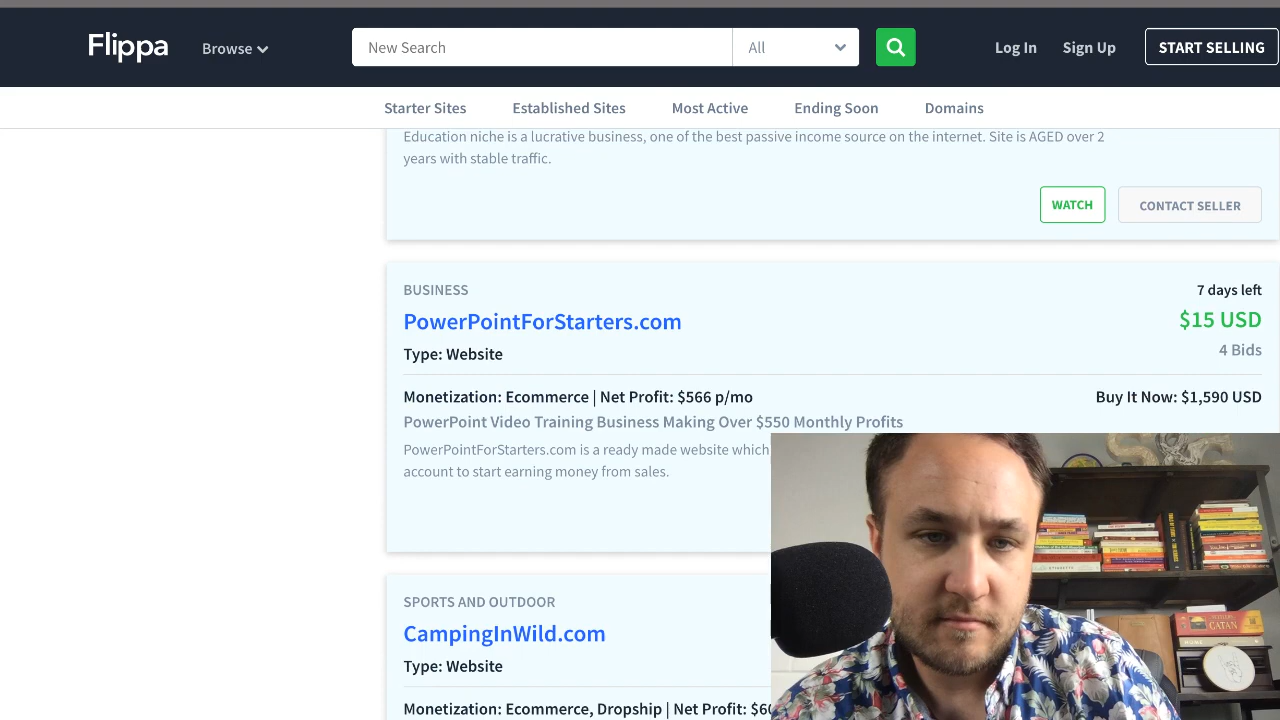 Flippa
Browse
New Search
All
Log In
Sign Up
START SELLING
Starter Sites
Established Sites
Most Active
Ending Soon
Domains
Education niche is a lucrative business, one of the best passive income source on the internet. Site is AGED over 2
years with stable traffic.
WATCH
CONTACT SELLER
BUSINESS
7 days left
PowerPointForStarters.com
$15 USD
Type: Website
4 Bids
Monetization: Ecommerce | Net Profit: $566 p/mo
Buy It Now: $1,590 USD
PowerPoint Video Training Business Making Over $550 Monthly Profits
PowerPointForStarters.com is a ready made website which
account to start earning money from sales.
SPORTS AND OUTDOOR
CampingInWild.com
Type: Website
Monetization: Ecommerce, Dropship | Net Profit: $6
CATAN